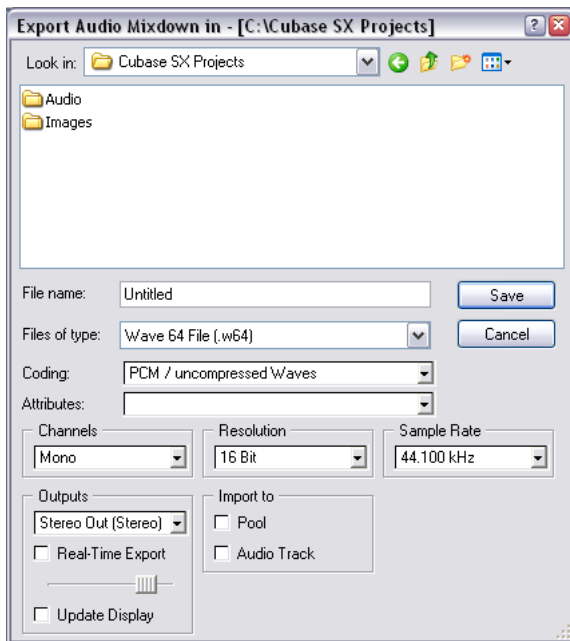 Export Audio Mixdown in - [C:\Cubase SX Projects]
Look in: Cubase SX Projects
Audio
Images
File name: Untitled Save
Files of type: Wave 64 File (.w64) Cancel
Coding: PCM / uncompressed Waves
Attributes:
Channels Resolution Sample Rate
Mono 16 Bit 44.100 kHz
Outputs Import to
Stereo Out (Stereo) Pool
Real-Time Export Audio Track
Update Display